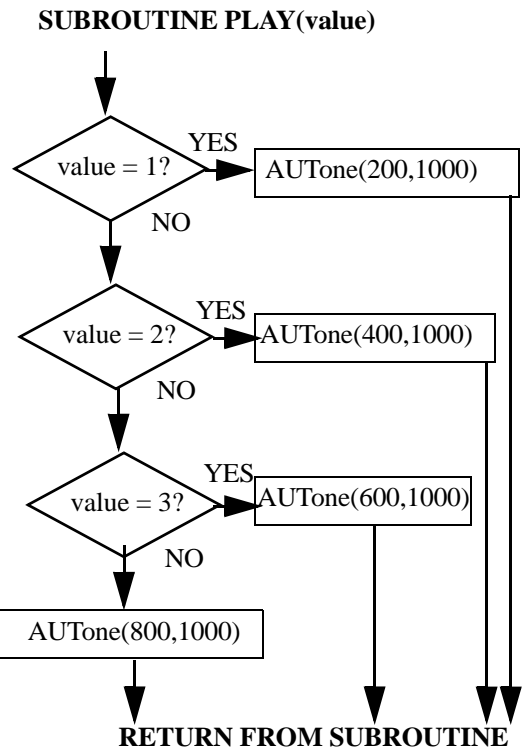 SUBROUTINE PLAY(value)
YES
value = 1?
AUTone(200,1000)
NO
YES
value = 2?
AUTone(400,1000)
NO
YES
value = 3?
AUTone(600,1000)
NO
AUTone(800,1000)
RETURN FROM SUBROUTINE